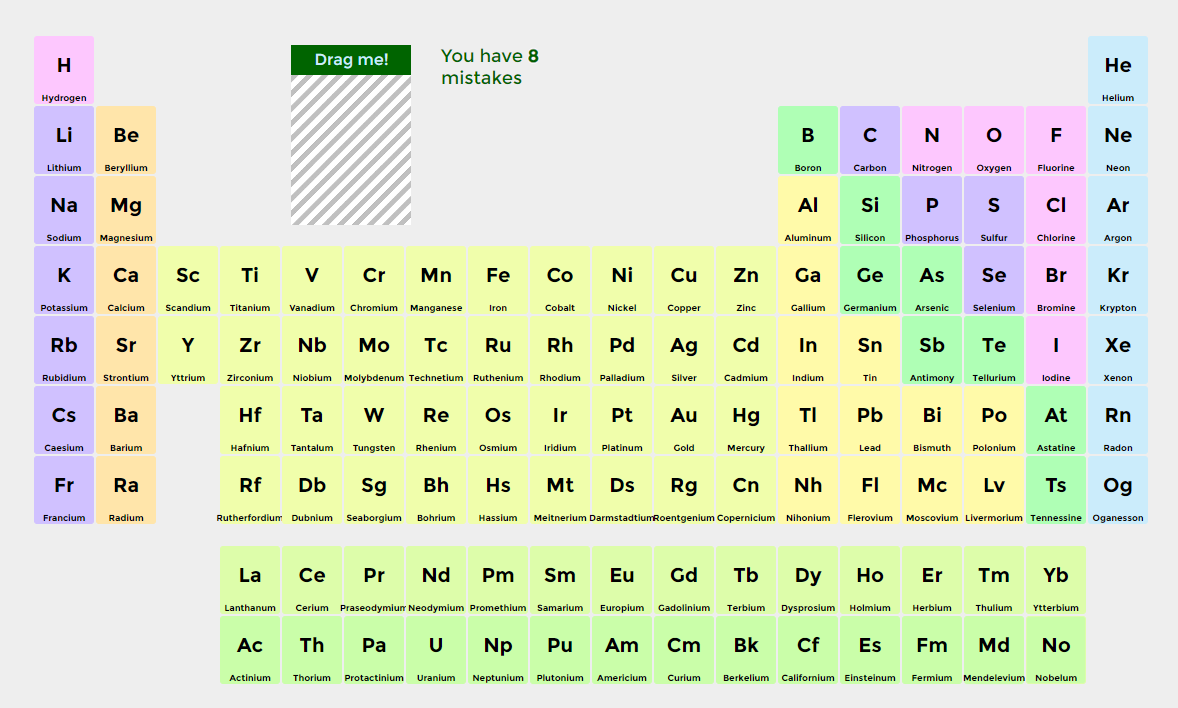 H He
Drag me! You have 8
mistakes
Hydrogen Helium
Li Be B C N O F Ne
Lithium Beryllium Boron Carbon Nitrogen Oxygen Fluorine Neon
Na Mg Al Si P S Cl Ar
Sodium Magnesium Aluminum Silicon Phosphorus Sulfur Chlorine Argon
K Ca Sc Ti V Cr Mn Fe Co Ni Cu Zn Ga Ge As Se Br Kr
Potassium Calcium Scandium Titanium Vanadium Chromium Manganese Iron Cobalt Nickel Copper Zinc Gallium Germanium Arsenic Selenium Bromine Krypton
Rb Sr Y Zr Nb Mo Tc Ru Rh Pd Ag Cd In Sn Sb Te I Xe
Rubidium Strontium Yttrium Zirconium Niobium Molybdenum Technetium Ruthenium Rhodium Palladium Silver Cadmium Indium Tin Antimony Tellurium Iodine Xenon
Cs Ba Hf Ta W Re Os Ir Pt Au Hg Tl Pb Bi Po At Rn
Caesium Barium Hafnium Tantalum Tungsten Rhenium Osmium Iridium Platinum Gold Mercury Thallium Lead Bismuth Polonium Astatine Radon
Fr Ra Rf Db Sg Bh Hs Mt Ds Rg Cn Nh Fl Mc Lv Ts Og
Francium Radium Rutherfordium Dubnium Seaborgium Bohrium Hassium Meitnerium Darmstadtium Roentgenium Copernicium Nihonium Flerovium Moscovium Livermorium Tennessine Oganesson
La Ce Pr Nd Pm Sm Eu Gd Tb Dy Ho Er Tm Yb
Lanthanum Cerium Praseodymium Neodymium Promethium Samarium Europium Gadolinium Terbium Dysprosium Holmium Herbium Thulium Ytterbium
Ac Th Pa U Np Pu Am Cm Bk Cf Es Fm Md No
Actinium Thorium Protactinium Uranium Neptunium Plutonium Americium Curium Berkelium Californium Einsteinum Fermium Mendelevium Nobelum